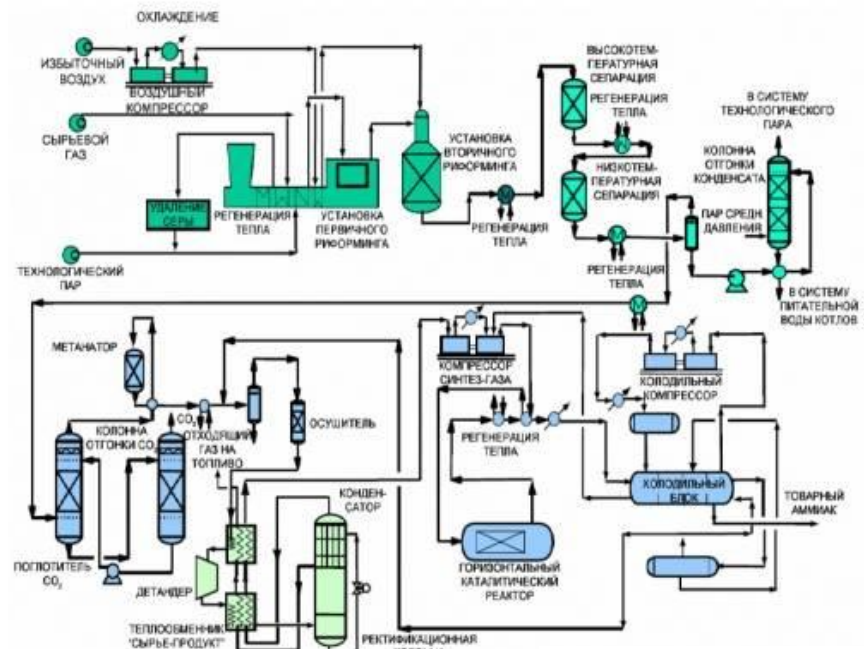 ОХЛАЖДЕНИЕ
ИЗБЫТОЧНЫЙ
ВОЗДУХ
ВОЗДУШНЫЙ
КОМПРЕССОР
СЫРЬЕВОЙ
ГАЗ
УДАЛЕНИЕ
СЕРЫ
РЕГЕНЕРАЦИЯ
ТЕПЛА
УСТАНОВКА
ПЕРВИЧНОГО
РИФОРМИНГА
ТЕХНОЛОГИЧЕСКИЙ
ПАР
УСТАНОВКА
ВТОРИЧНОГО
РИФОРМИНГА
РЕГЕНЕРАЦИЯ
ТЕПЛА
ВЫСОКОТЕМ-
ПЕРАТУРНАЯ
СЕПАРАЦИЯ
РЕГЕНЕРАЦИЯ
ТЕПЛА
НИЗКОТЕМ-
ПЕРАТУРНАЯ
СЕПАРАЦИЯ
РЕГЕНЕРАЦИЯ
ТЕПЛА
В СИСТЕМУ
ТЕХНОЛОГИЧЕСКОГО
ПАРА
КОЛОННА
ОТГОНКИ
КОНДЕНСАТА
ПАР СРЕДН.
ДАВЛЕНИЯ
В СИСТЕМУ
ПИТАТЕЛЬНОЙ
ВОДЫ КОТЛОВ
МЕТАНАТОР
КОЛОННА
ОТГОНКИ CO₂
CO₂
ОТХОДЯЩИЙ
ГАЗ НА
ТОПЛИВО
ОСУШИТЕЛЬ
ПОГЛОТИТЕЛЬ
CO₂
ДЕТАНДЕР
ТЕПЛООБМЕННИК
"СЫРЬЕ-ПРОДУКТ"
КОНДЕН-
САТОР
РЕКТИФИКАЦИОННАЯ
КОМПРЕССОР
СИНТЕЗ-ГАЗА
РЕГЕНЕРАЦИЯ
ТЕПЛА
ГОРИЗОНТАЛЬНЫЙ
КАТАЛИТИЧЕСКИЙ
РЕАКТОР
ХОЛОДИЛЬНЫЙ
КОМПРЕССОР
ХОЛОДИЛЬНЫЙ
БЛОК
ТОВАРНЫЙ
АММИАК